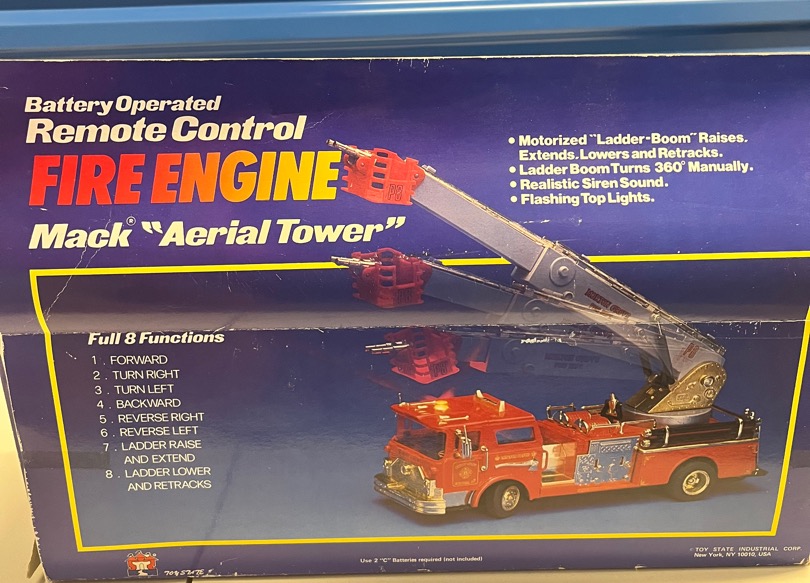 Battery Operated
Remote Control
FIRE ENGINE
Mack® "Aerial Tower"
• Motorized "Ladder-Boom" Raises.
Extends. Lowers and Retracks.
• Ladder Boom Turns 360° Manually.
• Realistic Siren Sound.
• Flashing Top Lights.
Full 8 Functions
1. FORWARD
2. TURN RIGHT
3. TURN LEFT
4. BACKWARD
5. REVERSE RIGHT
6. REVERSE LEFT
7. LADDER RAISE
AND EXTEND
8. LADDER LOWER
AND RETRACKS
TOY STATE
Use 2 "C" Batteries required (not included)
© TOY STATE INDUSTRIAL CORP.
New York, NY 10010, USA